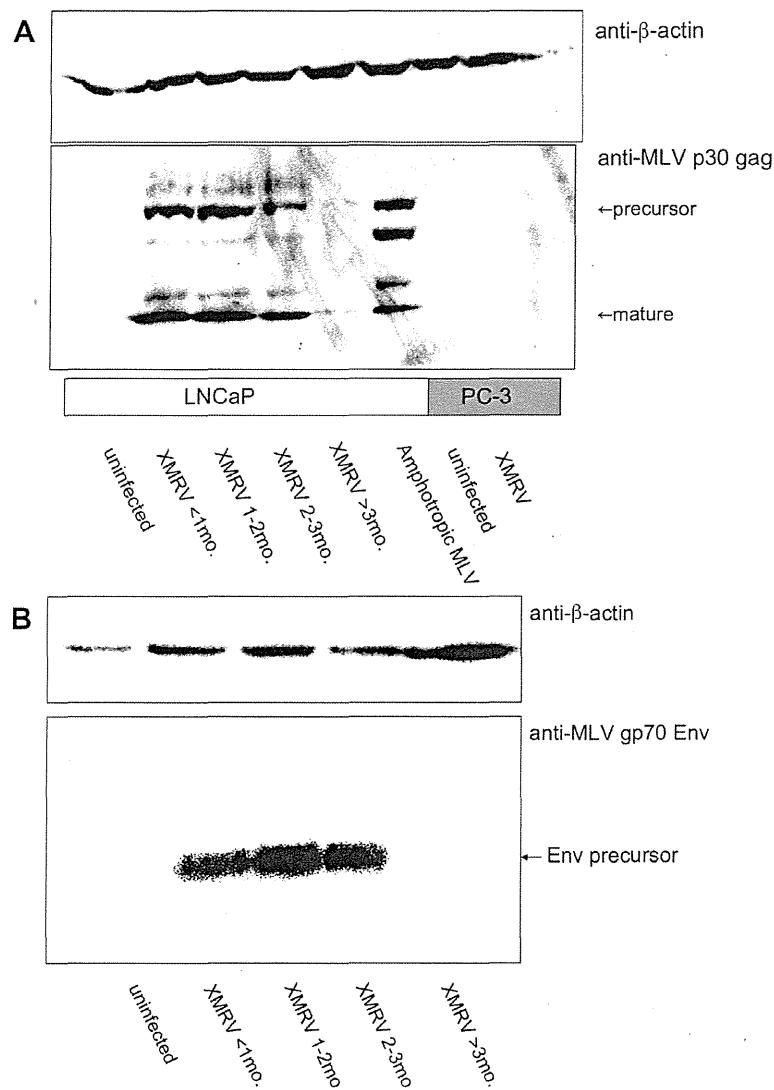 A
anti-β-actin
anti-MLV p30 gag
←precursor
←mature
LNCaP
PC-3
uninfected
XMRV <1mo.
XMRV 1-2mo.
XMRV 2-3mo.
XMRV >3mo.
Amphotropic MLV
uninfected
XMRV
B
anti-β-actin
anti-MLV gp70 Env
← Env precursor
uninfected
XMRV <1mo.
XMRV 1-2mo
XMRV 2-3mo
XMRV >3mo.